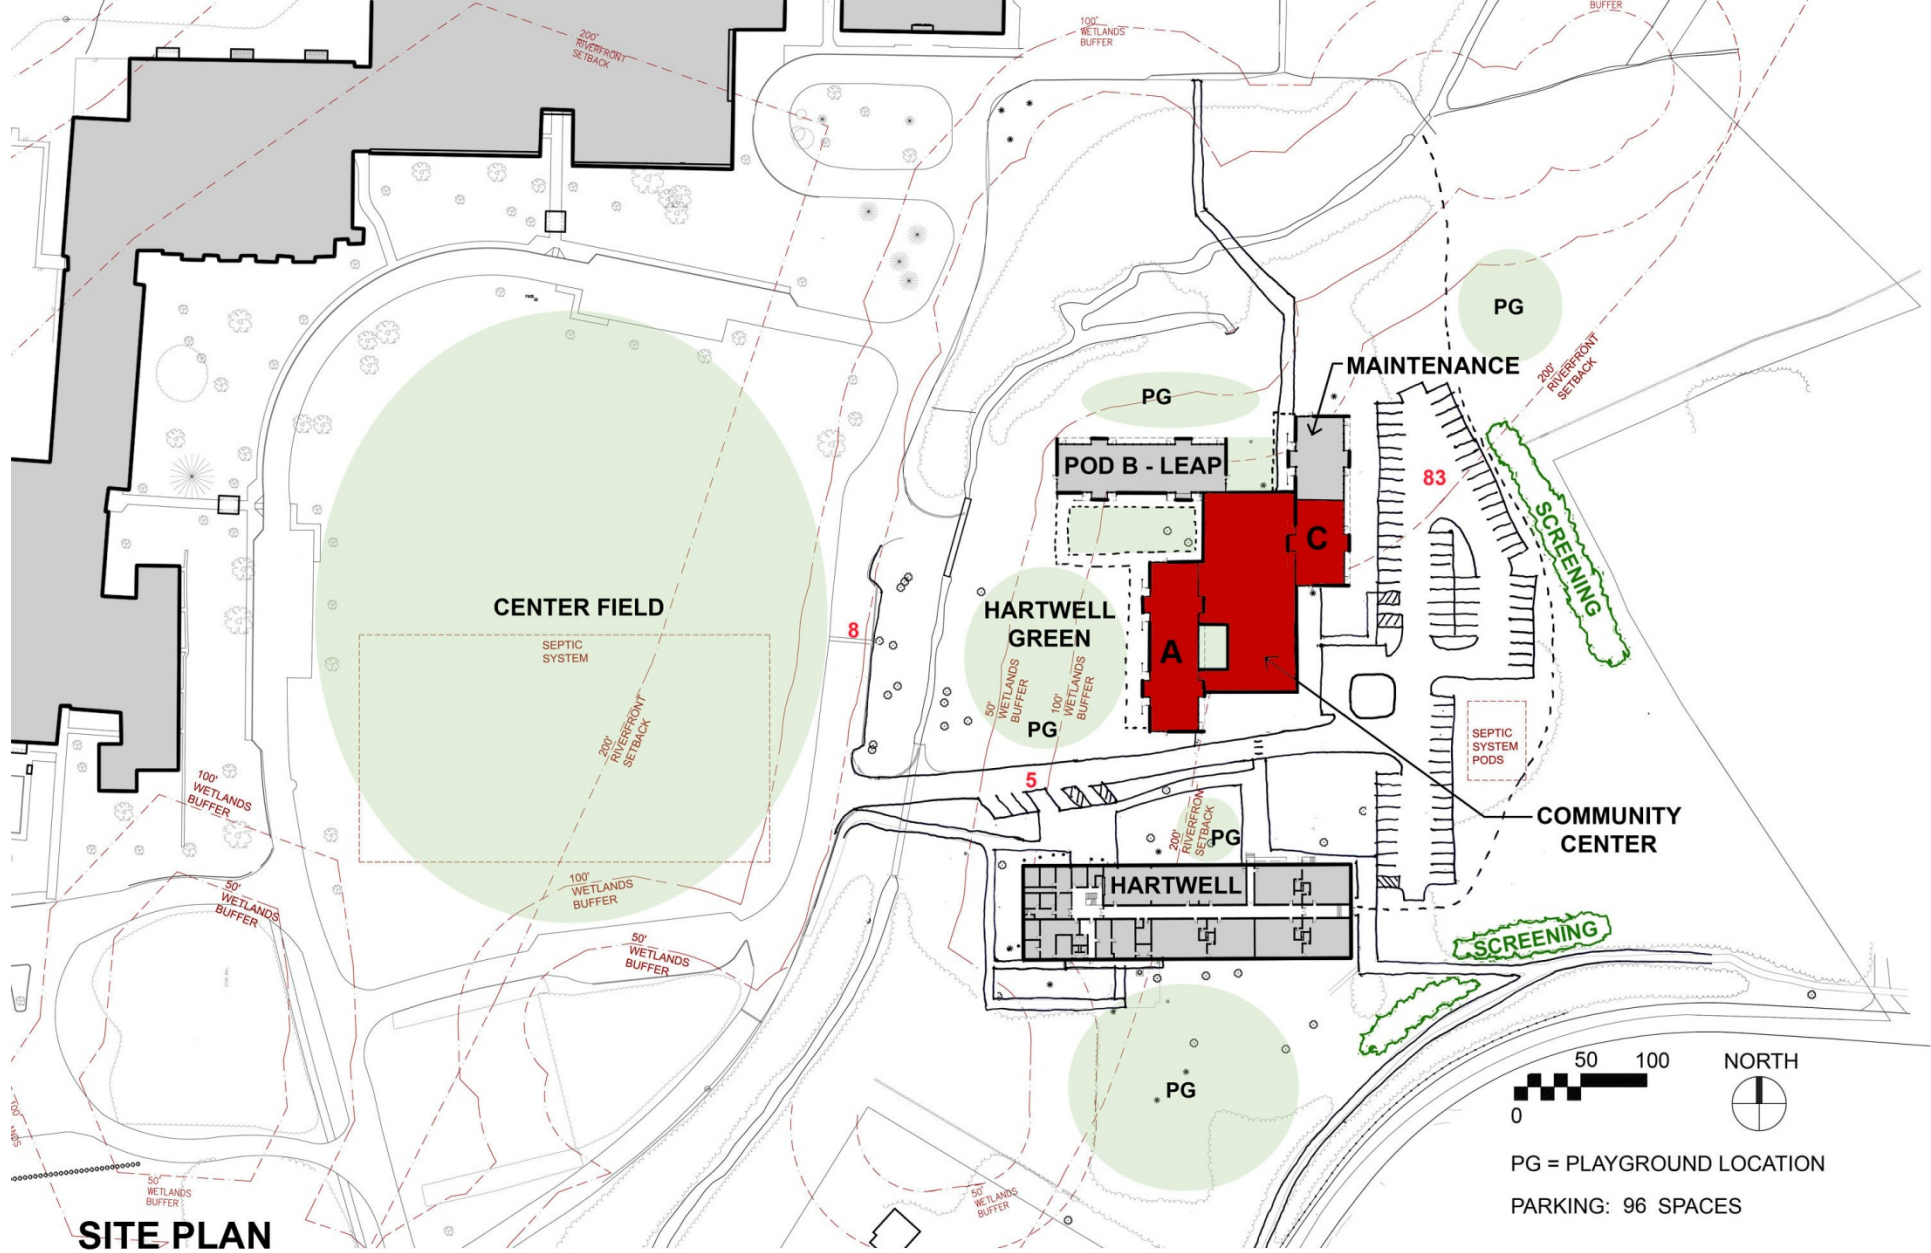 200'
RIVERFRONT
SETBACK
100'
WETLANDS
BUFFER
BUFFER
PG
MAINTENANCE
200'
RIVERFRONT
SETBACK
PG
POD B - LEAP
83
SCREENING
C
CENTER FIELD
SEPTIC
SYSTEM
8
HARTWELL
GREEN
A
50'
WETLANDS
BUFFER
100'
WETLANDS
BUFFER
PG
200'
RIVERFRONT
SETBACK
SEPTIC
SYSTEM
PODS
5
100'
WETLANDS
BUFFER
200'
RIVERFRONT
SETBACK
PG
COMMUNITY
CENTER
50'
WETLANDS
BUFFER
100'
WETLANDS
BUFFER
HARTWELL
50'
WETLANDS
BUFFER
SCREENING
PG
50 100
0
NORTH
50'
WETLANDS
BUFFER
50'
WETLANDS
BUFFER
PG = PLAYGROUND LOCATION
PARKING: 96 SPACES
SITE PLAN